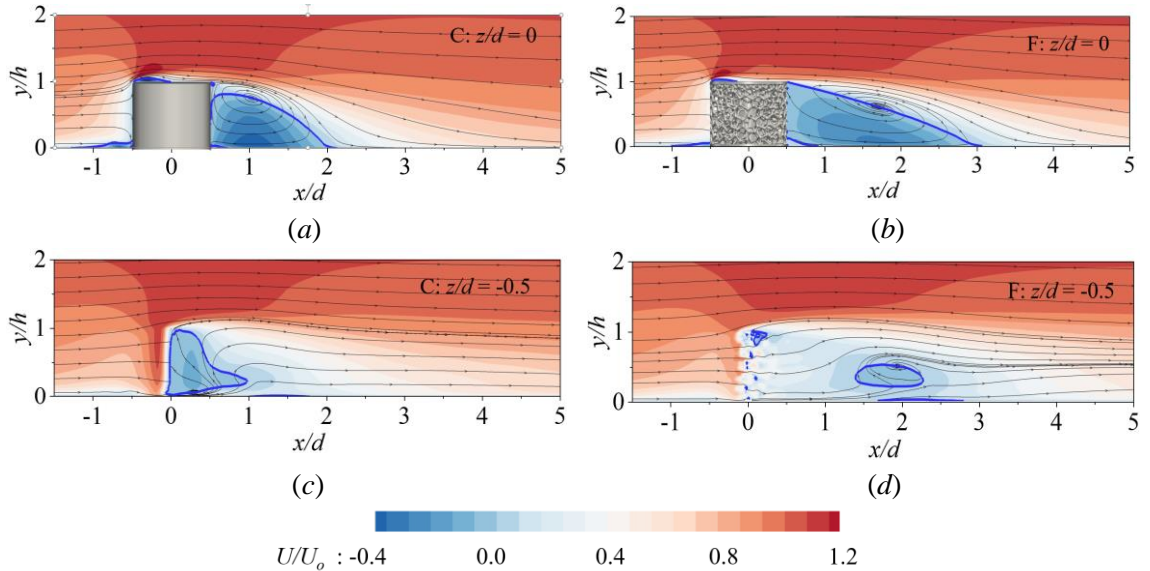 2
C: z/d = 0
y/h
1
0
-1 0 1 2 3 4 5
x/d
(a)
2
F: z/d = 0
y/h
1
0
-1 0 1 2 3 4 5
x/d
(b)
2
C: z/d = -0.5
y/h
1
0
-1 0 1 2 3 4 5
x/d
(c)
2
F: z/d = -0.5
y/h
1
0
-1 0 1 2 3 4 5
x/d
(d)
U/Uo : -0.4 0.0 0.4 0.8 1.2